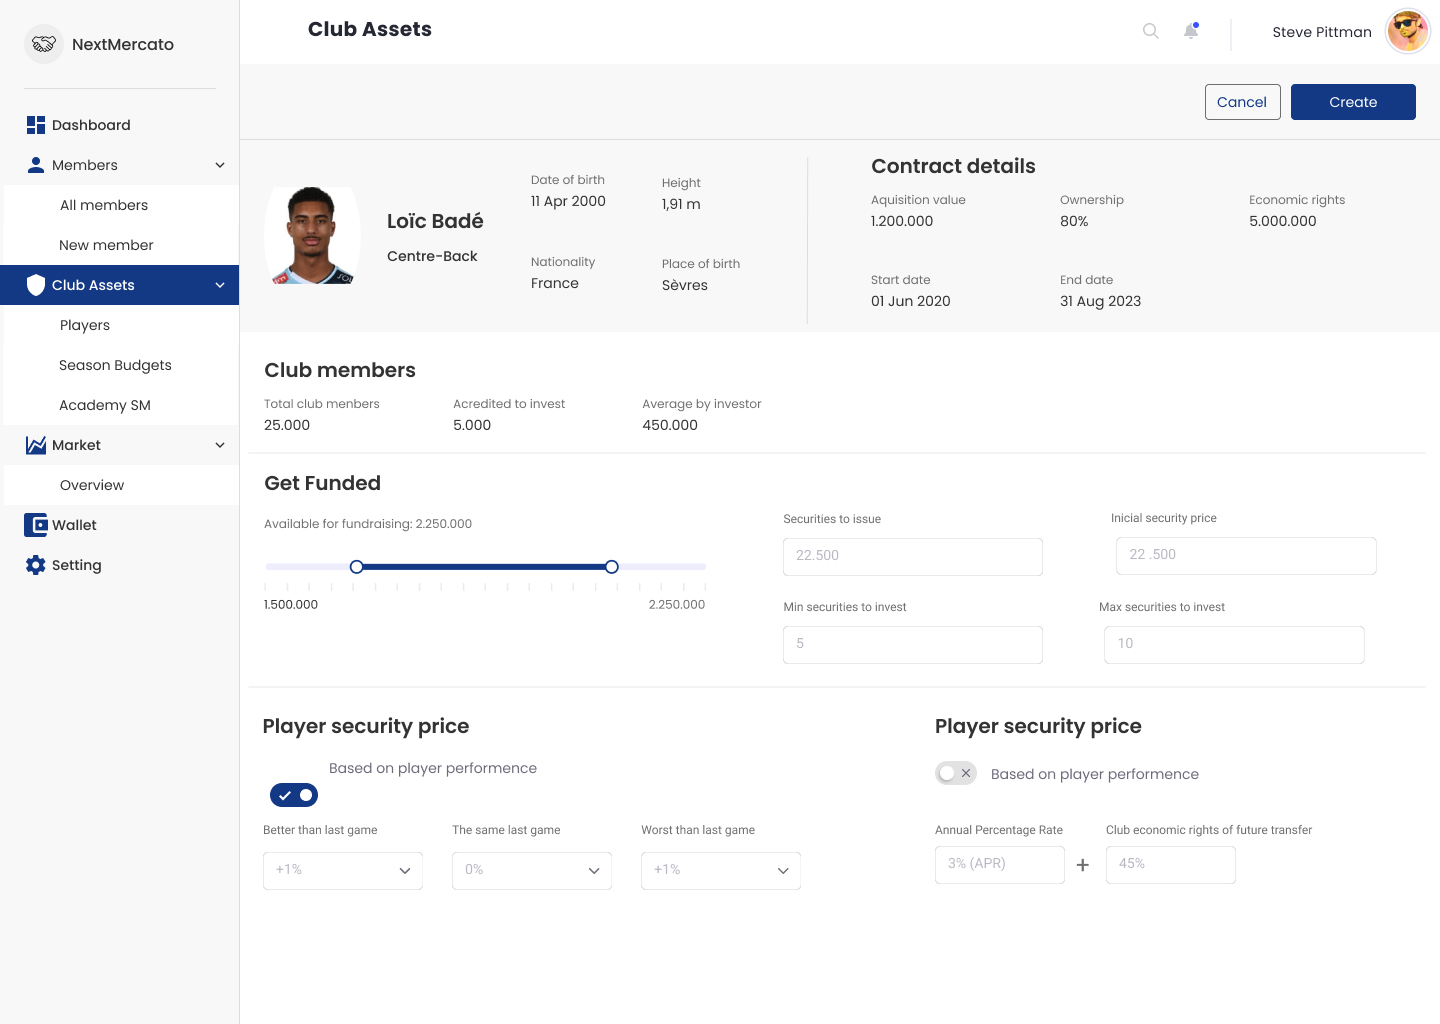 NextMercato
Dashboard
Members
All members
New member
Club Assets
Players
Season Budgets
Academy SM
Market
Overview
Wallet
Setting
Club Assets
Steve Pittman
Cancel
Create
Loïc Badé
Centre-Back
Date of birth
11 Apr 2000
Height
1,91 m
Nationality
France
Place of birth
Sèvres
Contract details
Aquisition value
1.200.000
Ownership
80%
Economic rights
5.000.000
Start date
01 Jun 2020
End date
31 Aug 2023
Club members
Total club menbers
25.000
Acredited to invest
5.000
Average by investor
450.000
Get Funded
Available for fundraising: 2.250.000
1.500.000
2.250.000
Securities to issue
22.500
Inicial security price
22 .500
Min securities to invest
5
Max securities to invest
10
Player security price
Based on player performence
Better than last game
+1%
The same last game
0%
Worst than last game
+1%
Player security price
Based on player performence
Annual Percentage Rate
3% (APR)
+
Club economic rights of future transfer
45%